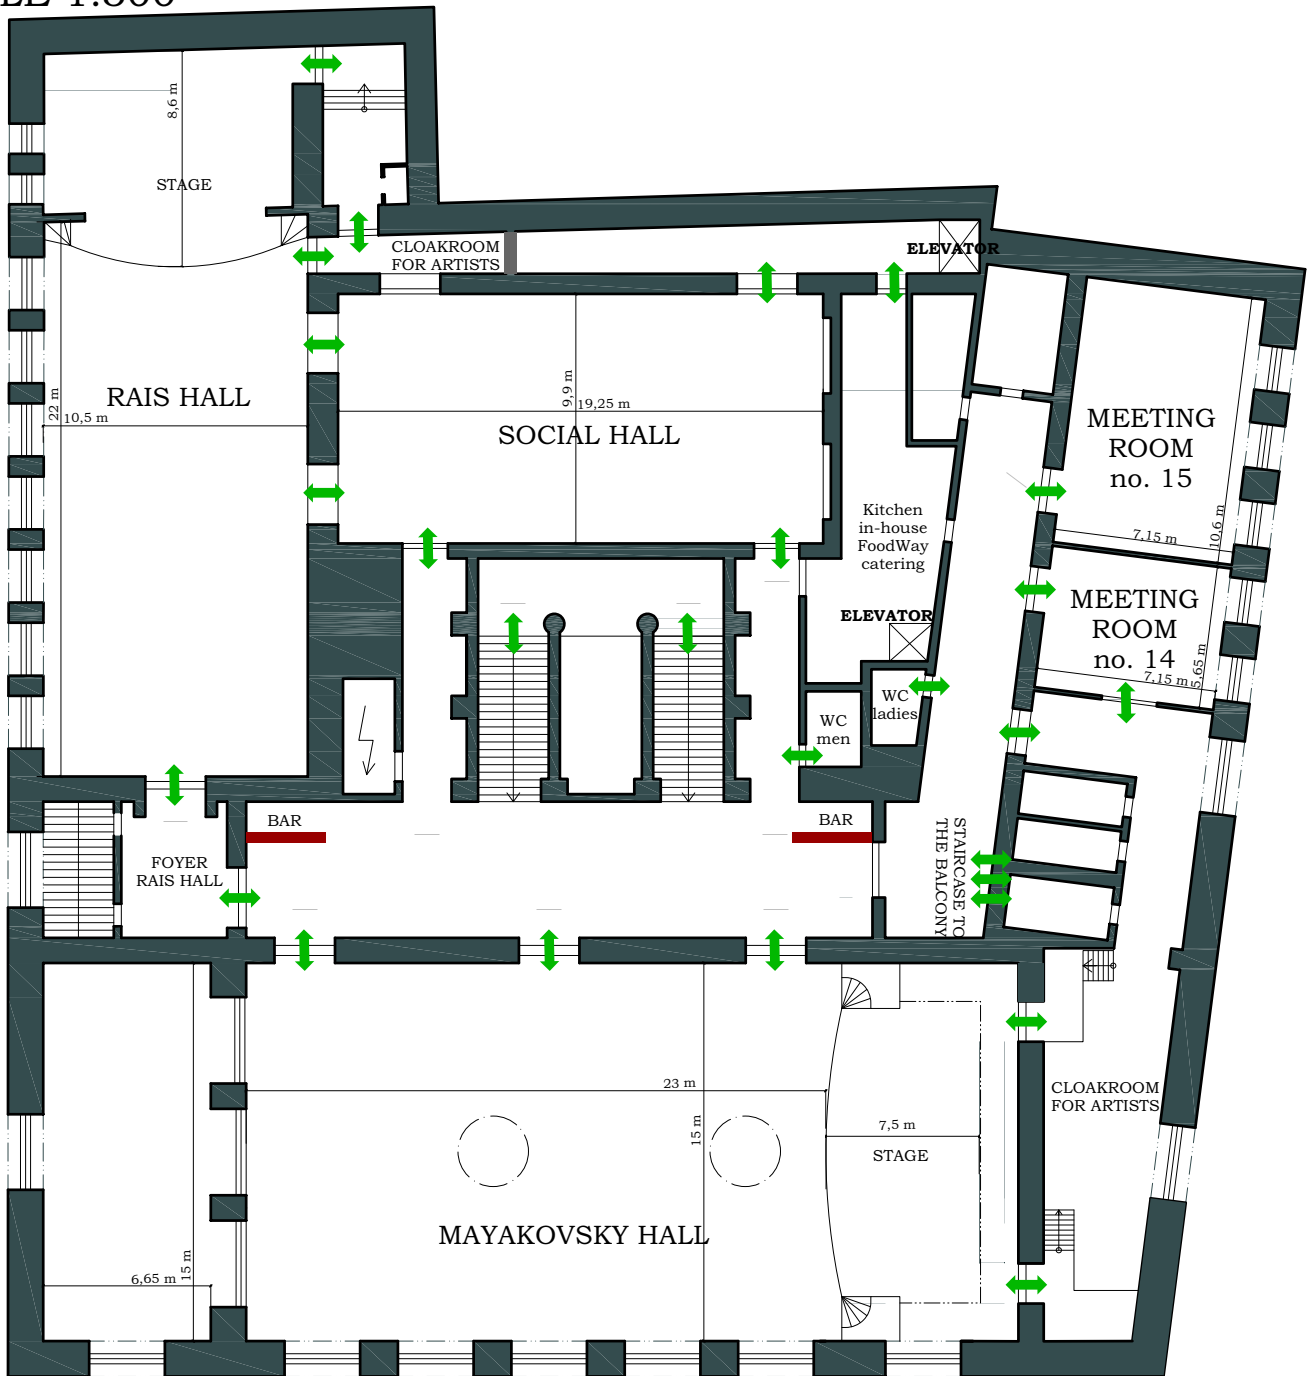 8,6 m
STAGE
CLOAKROOM
FOR ARTISTS
ELEVATOR
RAIS HALL
22 m
10,5 m
9,9 m
19,25 m
SOCIAL HALL
MEETING
ROOM
no. 15
7,15 m
10,6 m
Kitchen
in-house
FoodWay
catering
ELEVATOR
MEETING
ROOM
no. 14
7,15 m
5,65 m
WC
ladies
WC
men
BAR
BAR
FOYER
RAIS HALL
STAIRCASE TO
THE BALCONY
23 m
15 m
7,5 m
STAGE
CLOAKROOM
FOR ARTISTS
MAYAKOVSKY HALL
6,65 m
15 m